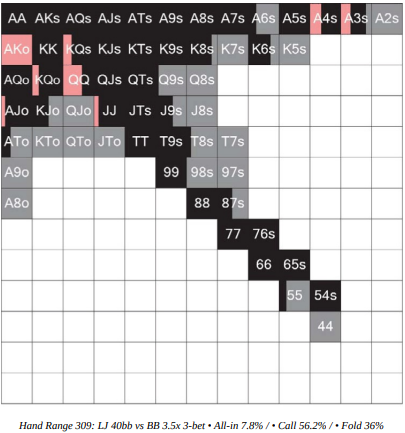 AA AKs AQs AJs ATs A9s A8s A7s A6s A5s A4s A3s A2s
AKo KK KQs KJs KTs K9s K8s K7s K6s K5s
AQo KQo QQ QJs QTs Q9s Q8s
AJo KJo QJo JJ JTs J9s J8s
ATo KTo QTo JTo TT T9s T8s T7s
A9o 99 98s 97s
A8o 88 87s
77 76s
66 65s
55 54s
44
Hand Range 309: LJ 40bb vs BB 3.5x 3-bet • All-in 7.8% / • Call 56.2% / • Fold 36%